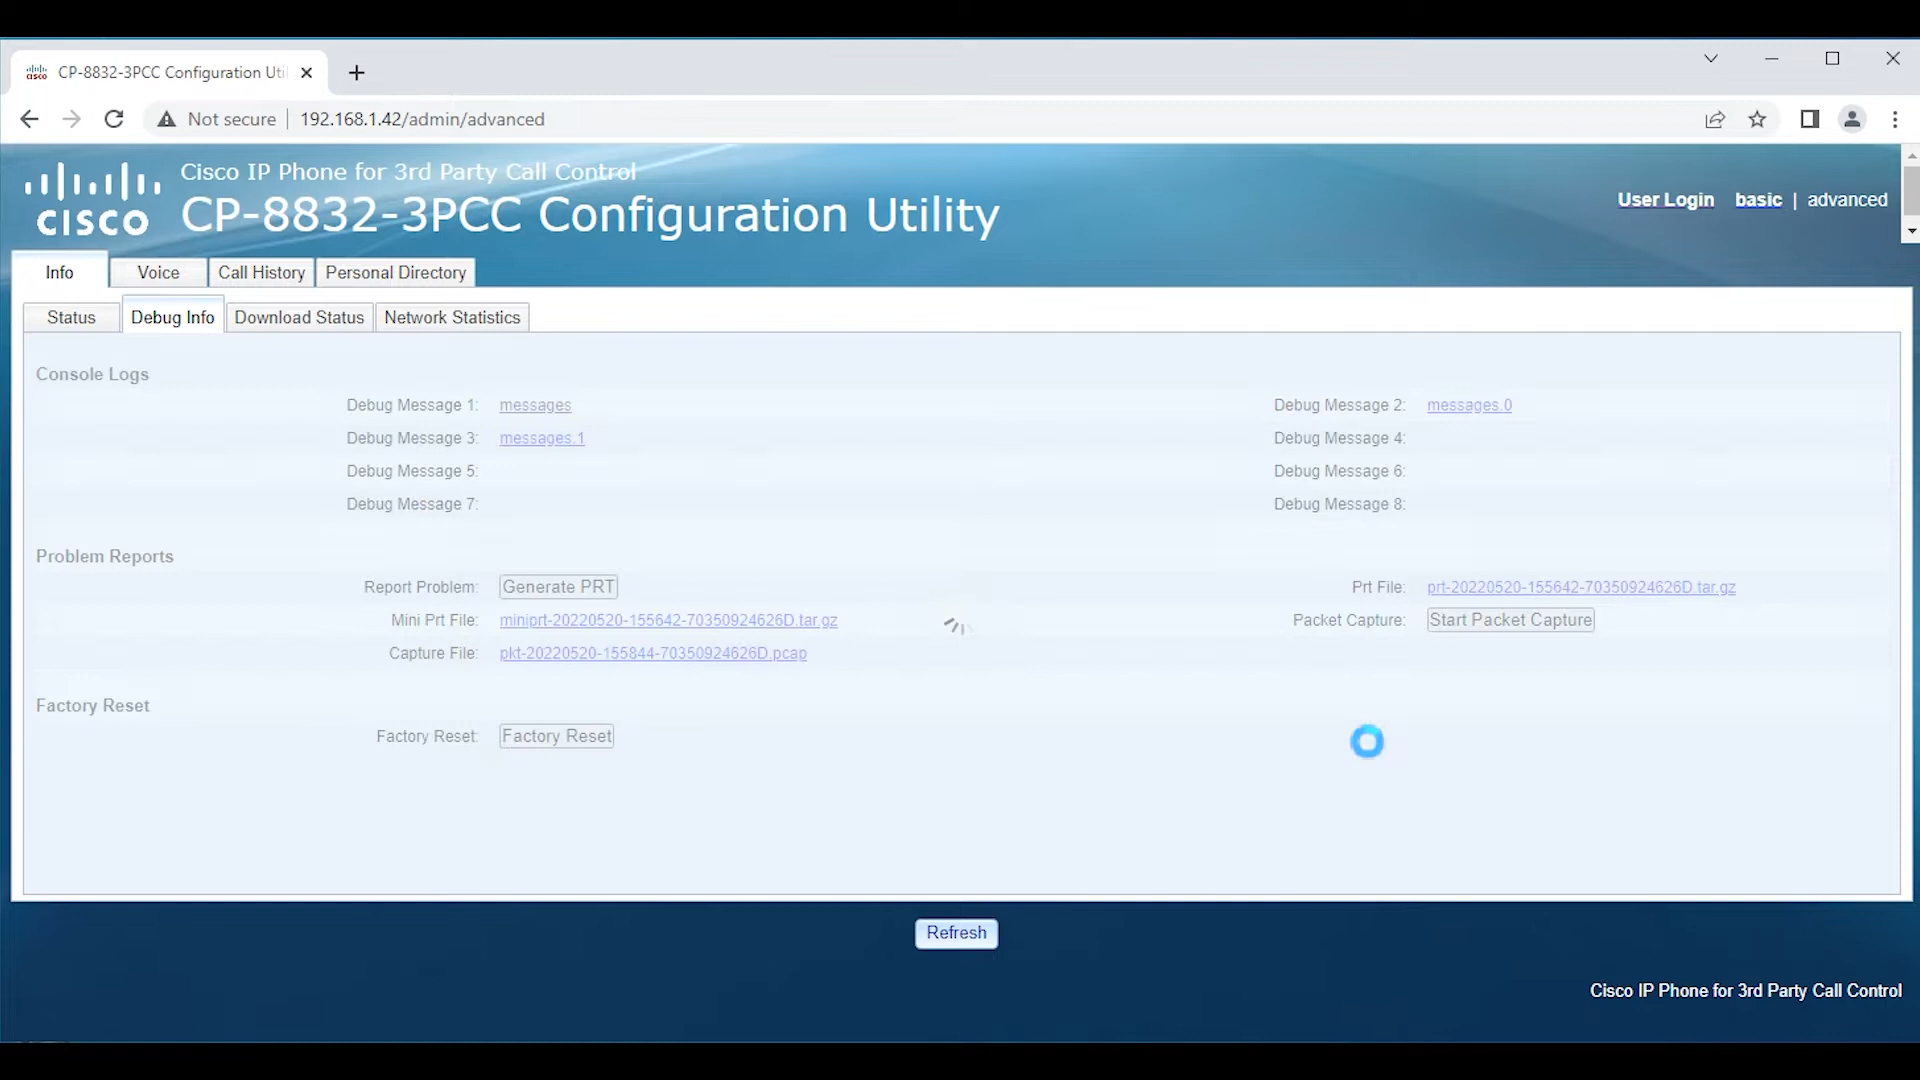 CP-8832-3PCC Configuration Uti
Not secure
192.168.1.42/admin/advanced
Cisco IP Phone for 3rd Party Call Control
CISCO
CP-8832-3PCC Configuration Utility
User Login basic | advanced
Info Voice Call History Personal Directory
Status Debug Info Download Status Network Statistics
Console Logs
Debug Message 1: messages Debug Message 2: messages.0
Debug Message 3: messages.1 Debug Message 4:
Debug Message 5: Debug Message 6:
Debug Message 7: Debug Message 8:
Problem Reports
Report Problem: Generate PRT Prt File: prt-20220520-155642-70350924626D.tar.gz
Mini Prt File: miniprt-20220520-155642-70350924626D.tar.gz Packet Capture: Start Packet Capture
Capture File: pkt-20220520-155844-70350924626D.pcap
Factory Reset
Factory Reset: Factory Reset
Refresh
Cisco IP Phone for 3rd Party Call Control